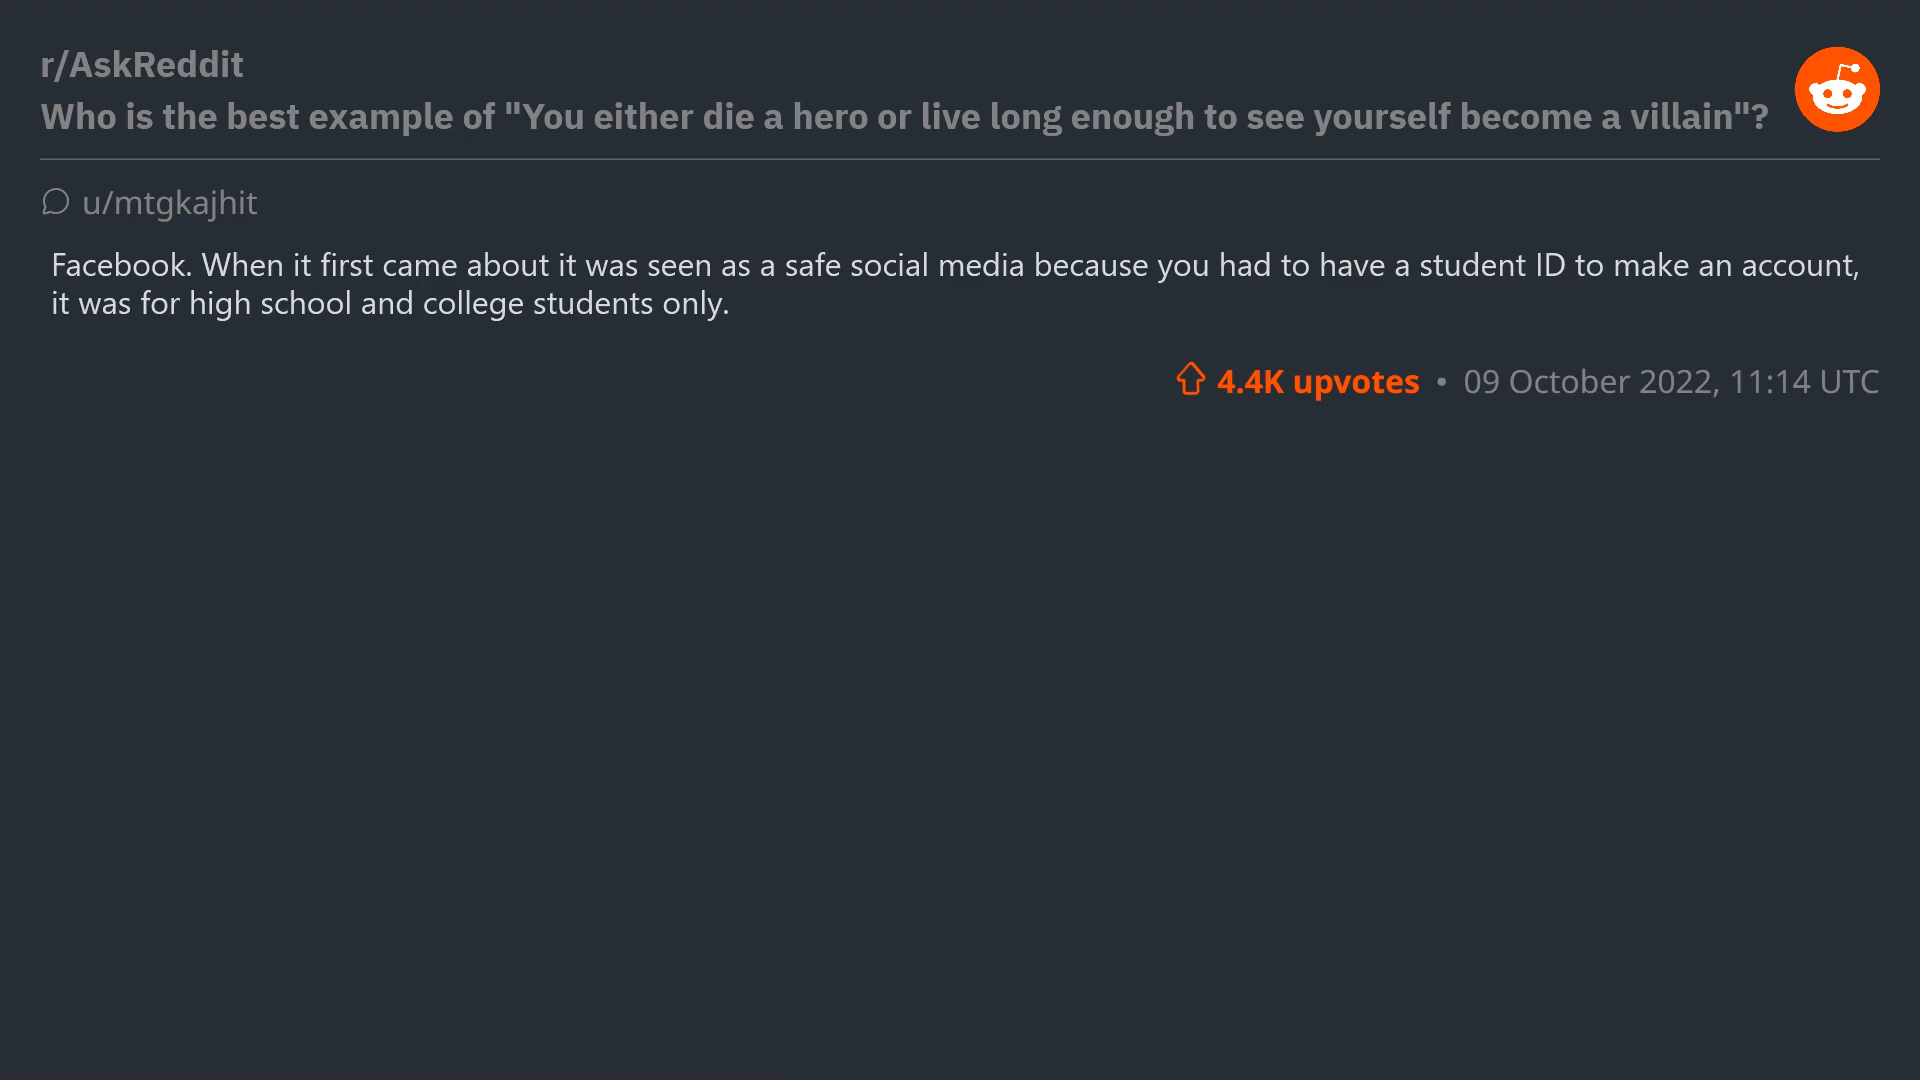 r/AskReddit
Who is the best example of "You either die a hero or live long enough to see yourself become a villain"?
u/mtgkajhit
Facebook. When it first came about it was seen as a safe social media because you had to have a student ID to make an account,
it was for high school and college students only.
4.4K upvotes • 09 October 2022, 11:14 UTC